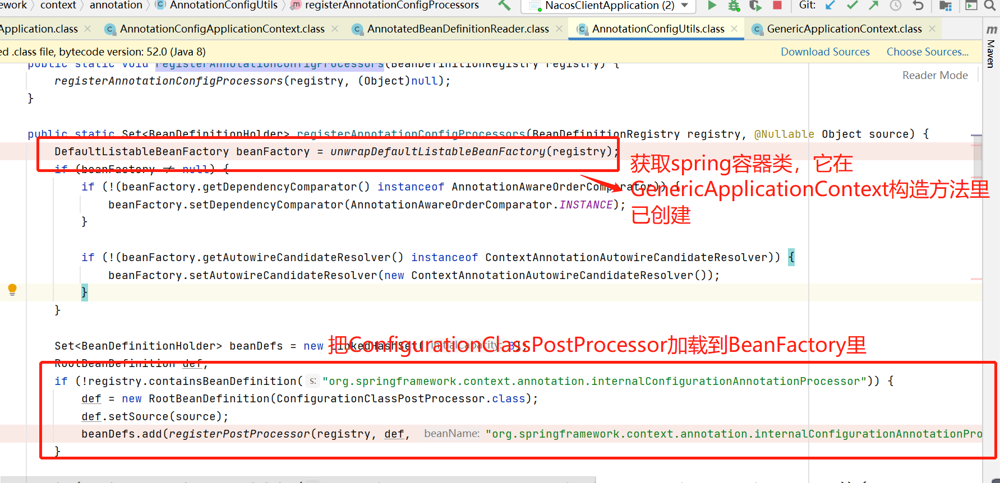 ework › context › annotation › AnnotationConfigUtils › registerAnnotationConfigProcessors NacosClientApplication (2) Git:
Application.class AnnotationConfigApplicationContext.class AnnotatedBeanDefinitionReader.class AnnotationConfigUtils.class GenericApplicationContext.class
ed .class file, bytecode version: 52.0 (Java 8) Download Sources Choose Sources...
Reader Mode
Maven
public static void registerAnnotationConfigProcessors(BeanDefinitionRegistry registry) {
registerAnnotationConfigProcessors(registry, (Object)null);
}
public static Set<BeanDefinitionHolder> registerAnnotationConfigProcessors(BeanDefinitionRegistry registry, @Nullable Object source) {
DefaultListableBeanFactory beanFactory = unwrapDefaultListableBeanFactory(registry);
if (beanFactory ≠ null) {
获取spring容器类，它在
GenericApplicationContext构造方法里
已创建
if (!(beanFactory.getDependencyComparator() instanceof AnnotationAwareOrderComparator)) {
beanFactory.setDependencyComparator(AnnotationAwareOrderComparator.INSTANCE);
}
if (!(beanFactory.getAutowireCandidateResolver() instanceof ContextAnnotationAutowireCandidateResolver)) {
beanFactory.setAutowireCandidateResolver(new ContextAnnotationAutowireCandidateResolver());
}
}
Set<BeanDefinitionHolder> beanDefs = new LinkedHashSet( initialCapacity: 8);
把ConfigurationClassPostProcessor加载到BeanFactory里
RootBeanDefinition def;
if (!registry.containsBeanDefinition( s: "org.springframework.context.annotation.internalConfigurationAnnotationProcessor")) {
def = new RootBeanDefinition(ConfigurationClassPostProcessor.class);
def.setSource(source);
beanDefs.add(registerPostProcessor(registry, def, beanName: "org.springframework.context.annotation.internalConfigurationAnnotationPro
}